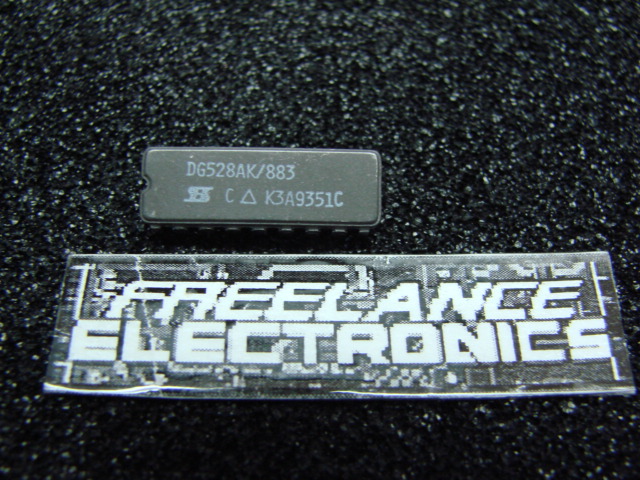 DG528AK/883
C △ K3A9351C
FREELANCE
ELECTRONICS